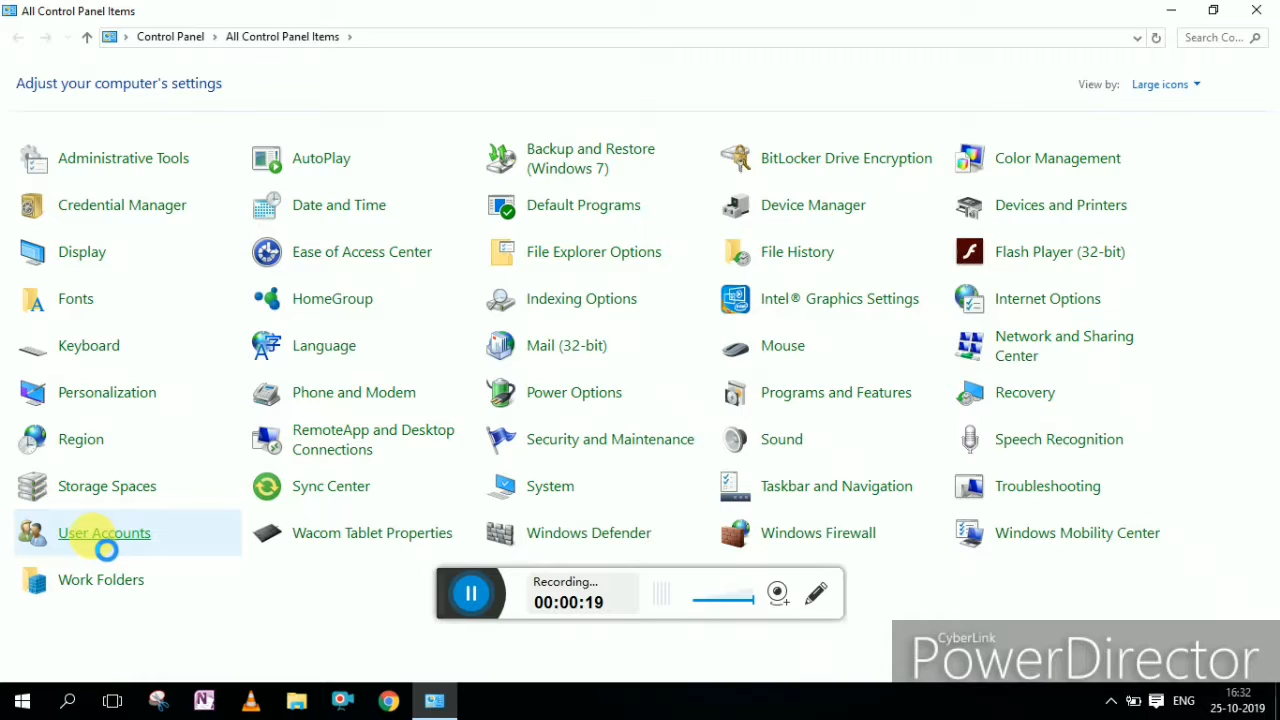 All Control Panel Items
Control Panel
All Control Panel Items
Search Co...
Adjust your computer's settings
View by: Large icons
Administrative Tools
AutoPlay
Backup and Restore
(Windows 7)
BitLocker Drive Encryption
Color Management
Credential Manager
Date and Time
Default Programs
Device Manager
Devices and Printers
Display
Ease of Access Center
File Explorer Options
File History
Flash Player (32-bit)
Fonts
HomeGroup
Indexing Options
Intel® Graphics Settings
Internet Options
Keyboard
Language
Mail (32-bit)
Mouse
Network and Sharing
Center
Personalization
Phone and Modem
Power Options
Programs and Features
Recovery
Region
RemoteApp and Desktop
Connections
Security and Maintenance
Sound
Speech Recognition
Storage Spaces
Sync Center
System
Taskbar and Navigation
Troubleshooting
User Accounts
Wacom Tablet Properties
Windows Defender
Windows Firewall
Windows Mobility Center
Work Folders
Recording...
00:00:19
CyberLink
PowerDirector
ENG
16:32
25-10-2019